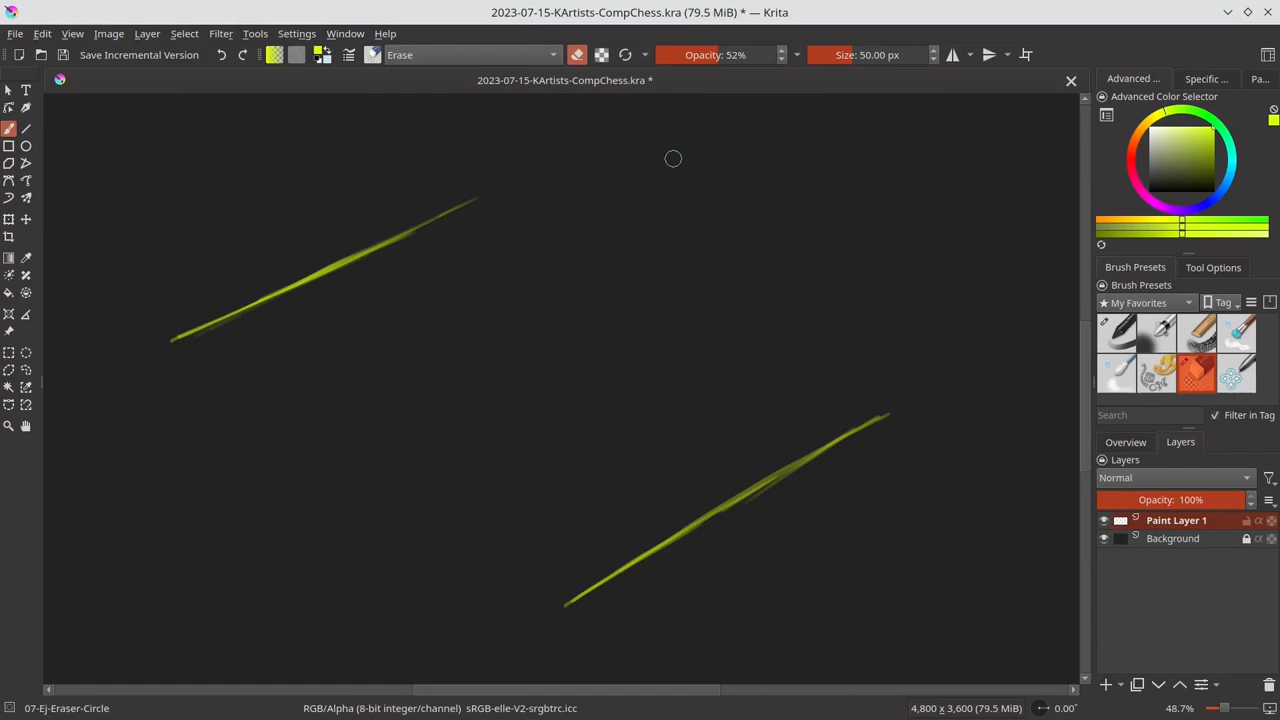 2023-07-15-KArtists-CompChess.kra (79.5 MiB) * — Krita
File Edit View Image Layer Select Filter Tools Settings Window Help
Save Incremental Version Erase Opacity: 52% Size: 50.00 px
2023-07-15-KArtists-CompChess.kra *
Advanced ... Specific ... Pa...
Advanced Color Selector
Brush Presets Tool Options
Brush Presets
★ My Favorites Tag
Search Filter in Tag
Overview Layers
Layers
Normal
Opacity: 100%
Paint Layer 1
Background
07-Ej-Eraser-Circle RGB/Alpha (8-bit integer/channel) sRGB-elle-V2-srgbtrc.icc 4,800 x 3,600 (79.5 MiB) 0.00° 48.7%